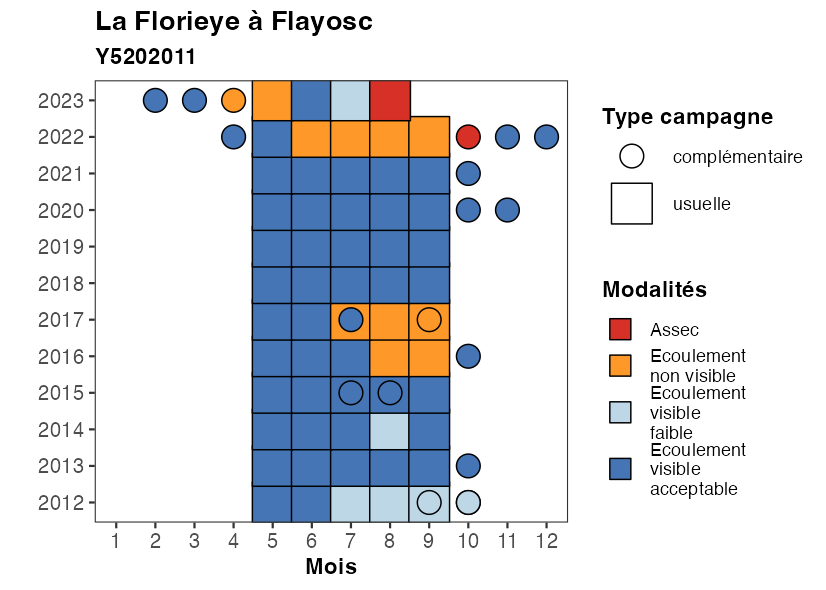 La Florieye à Flayosc
Y5202011
2023
2022
2021
2020
2019
2018
2017
2016
2015
2014
2013
2012
1 2 3 4 5 6 7 8 9 10 11 12
Mois
Type campagne
complémentaire
usuelle
Modalités
Assec
Ecoulement
non visible
Ecoulement
visible
faible
Ecoulement
visible
acceptable